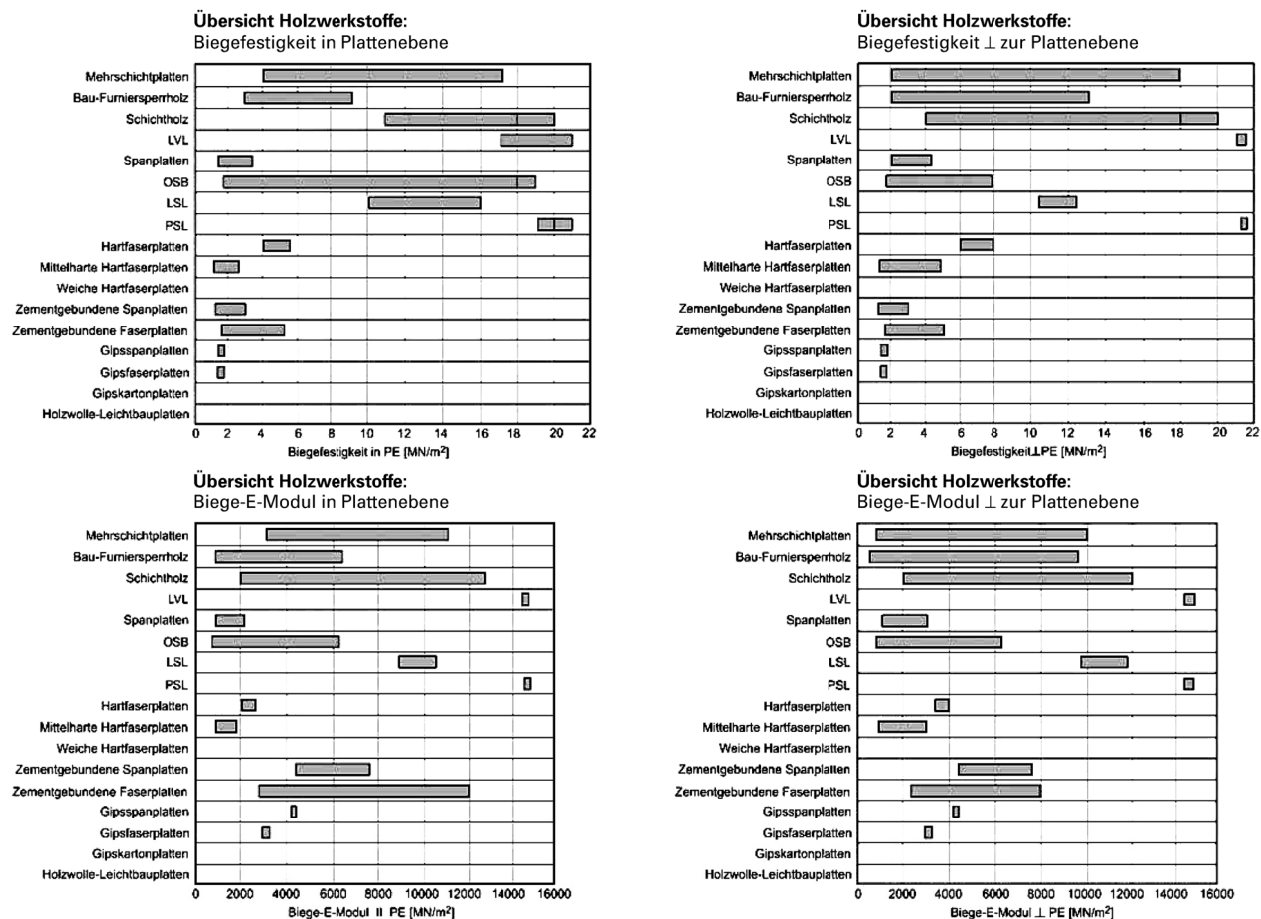 Übersicht Holzwerkstoffe:
Biegefestigkeit in Plattenebene
Mehrschichtplatten
Bau-Furniersperrholz
Schichtholz
LVL
Spanplatten
OSB
LSL
PSL
Hartfaserplatten
Mittelharte Hartfaserplatten
Weiche Hartfaserplatten
Zementgebundene Spanplatten
Zementgebundene Faserplatten
Gipsspanplatten
Gipsfaserplatten
Gipskartonplatten
Holzwolle-Leichtbauplatten
0 2 4 6 8 10 12 14 16 18 20 22
Biegefestigkeit in PE [MN/m²]
Übersicht Holzwerkstoffe:
Biegefestigkeit ⊥ zur Plattenebene
Mehrschichtplatten
Bau-Furniersperrholz
Schichtholz
LVL
Spanplatten
OSB
LSL
PSL
Hartfaserplatten
Mittelharte Hartfaserplatten
Weiche Hartfaserplatten
Zementgebundene Spanplatten
Zementgebundene Faserplatten
Gipsspanplatten
Gipsfaserplatten
Gipskartonplatten
Holzwolle-Leichtbauplatten
0 2 4 6 8 10 12 14 16 18 20 22
Biegefestigkeit⊥PE [MN/m²]
Übersicht Holzwerkstoffe:
Biege-E-Modul in Plattenebene
Mehrschichtplatten
Bau-Furniersperrholz
Schichtholz
LVL
Spanplatten
OSB
LSL
PSL
Hartfaserplatten
Mittelharte Hartfaserplatten
Weiche Hartfaserplatten
Zementgebundene Spanplatten
Zementgebundene Faserplatten
Gipsspanplatten
Gipsfaserplatten
Gipskartonplatten
Holzwolle-Leichtbauplatten
0 2000 4000 6000 8000 10000 12000 14000 16000
Biege-E-Modul II PE [MN/m²]
Übersicht Holzwerkstoffe:
Biege-E-Modul ⊥ zur Plattenebene
Mehrschichtplatten
Bau-Furniersperrholz
Schichtholz
LVL
Spanplatten
OSB
LSL
PSL
Hartfaserplatten
Mittelharte Hartfaserplatten
Weiche Hartfaserplatten
Zementgebundene Spanplatten
Zementgebundene Faserplatten
Gipsspanplatten
Gipsfaserplatten
Gipskartonplatten
Holzwolle-Leichtbauplatten
0 2000 4000 6000 8000 10000 12000 14000 16000
Biege-E-Modul ⊥ PE [MN/m²]